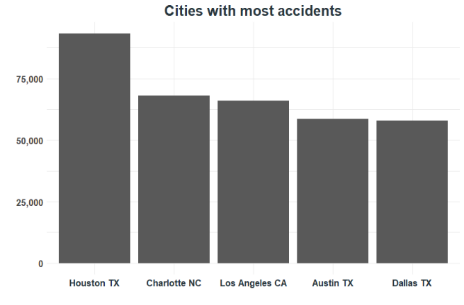 Cities with most accidents
75,000
50,000
25,000
0
Houston TX Charlotte NC Los Angeles CA Austin TX Dallas TX